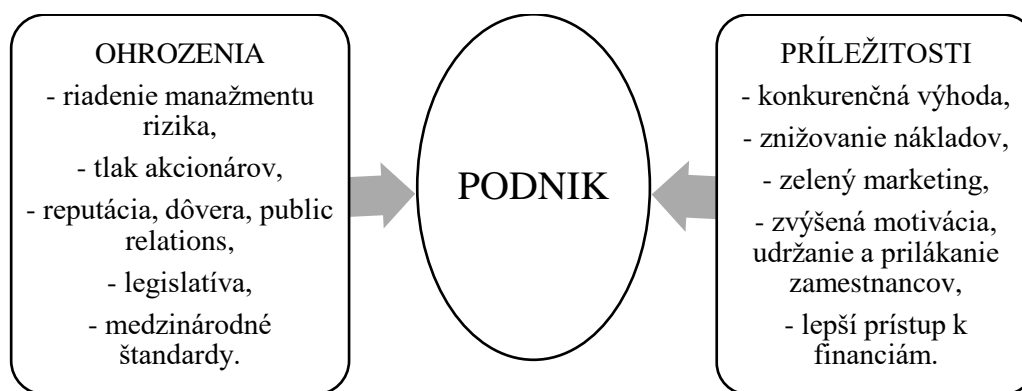 OHROZENIA
- riadenie manažmentu
rizika,
- tlak akcionárov,
- reputácia, dôvera, public
relations,
- legislatíva,
- medzinárodné
štandardy.
PODNIK
PRÍLEŽITOSTI
- konkurenčná výhoda,
- znižovanie nákladov,
- zelený marketing,
- zvýšená motivácia,
udržanie a prilákanie
zamestnancov,
- lepší prístup k
financiám.